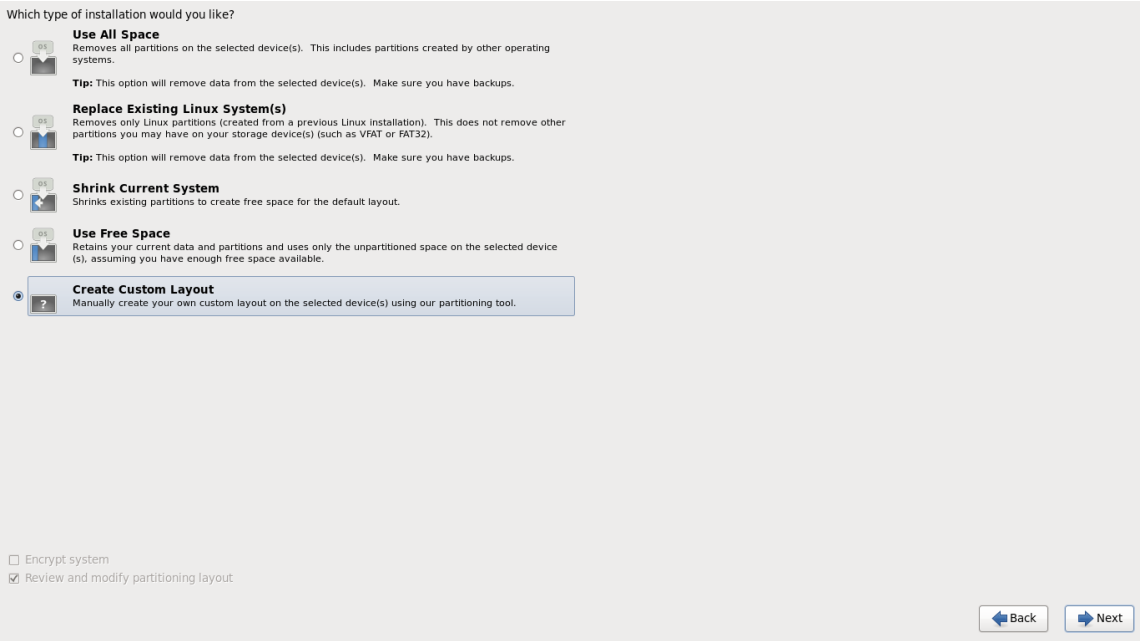 Which type of installation would you like?
Use All Space
Removes all partitions on the selected device(s).  This includes partitions created by other operating
systems.
Tip: This option will remove data from the selected device(s).  Make sure you have backups.
Replace Existing Linux System(s)
Removes only Linux partitions (created from a previous Linux installation).  This does not remove other
partitions you may have on your storage device(s) (such as VFAT or FAT32).
Tip: This option will remove data from the selected device(s).  Make sure you have backups.
Shrink Current System
Shrinks existing partitions to create free space for the default layout.
Use Free Space
Retains your current data and partitions and uses only the unpartitioned space on the selected device
(s), assuming you have enough free space available.
Create Custom Layout
Manually create your own custom layout on the selected device(s) using our partitioning tool.
OS
OS
OS
OS
?
Encrypt system
Review and modify partitioning layout
Back
Next